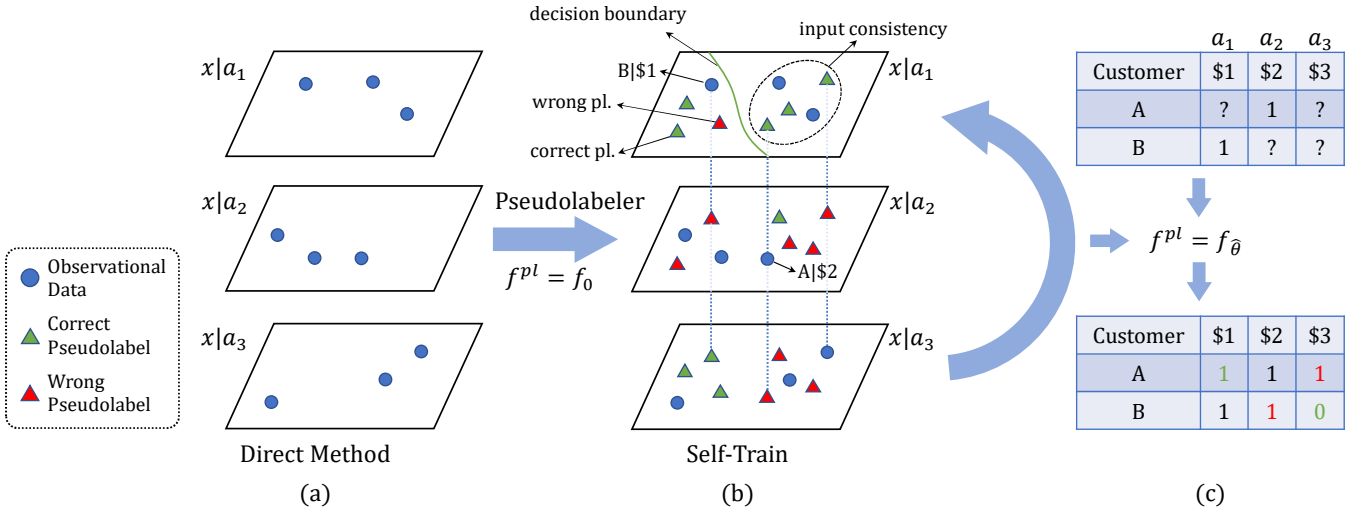 decision boundary
input consistency
x|a₁
B|$1
wrong pl.
correct pl.
x|a₁
a₁ a₂ a₃
Customer $1 $2 $3
A ? 1 ?
B 1 ? ?
x|a₂
Pseudolabeler
fᵖˡ = f₀
A|$2
x|a₂
fᵖˡ = f_θ̂
Observational
Data
Correct
Pseudolabel
Wrong
Pseudolabel
x|a₃
x|a₃
Customer $1 $2 $3
A 1 1 1
B 1 1 0
Direct Method
Self-Train
(a)
(b)
(c)